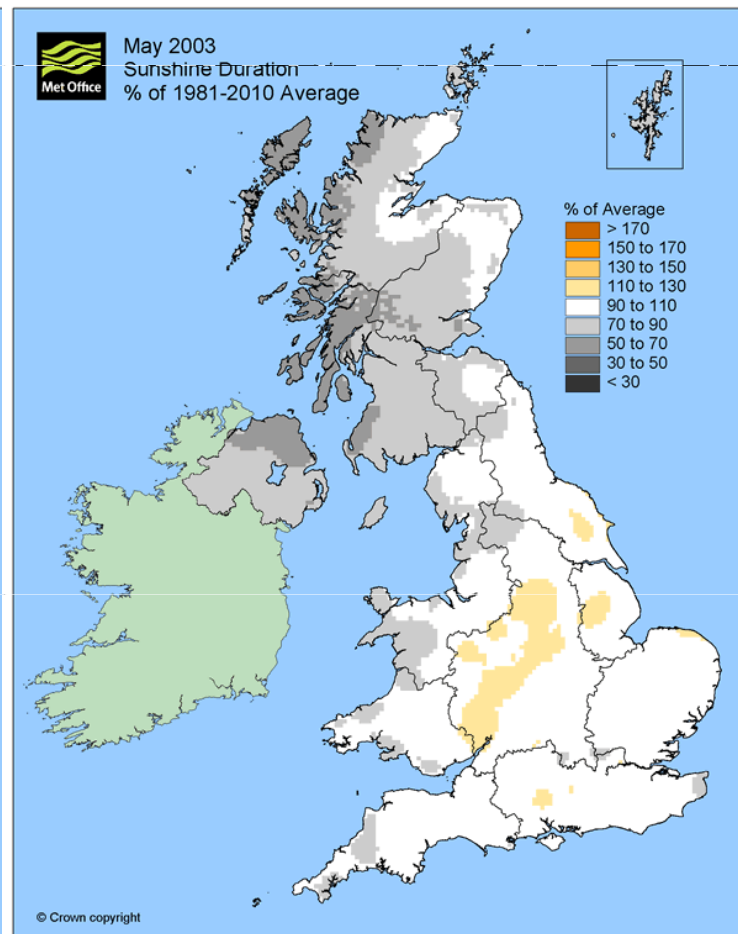 May 2003
Sunshine Duration
% of 1981-2010 Average
Met Office
% of Average
> 170
150 to 170
130 to 150
110 to 130
90 to 110
70 to 90
50 to 70
30 to 50
< 30
© Crown copyright